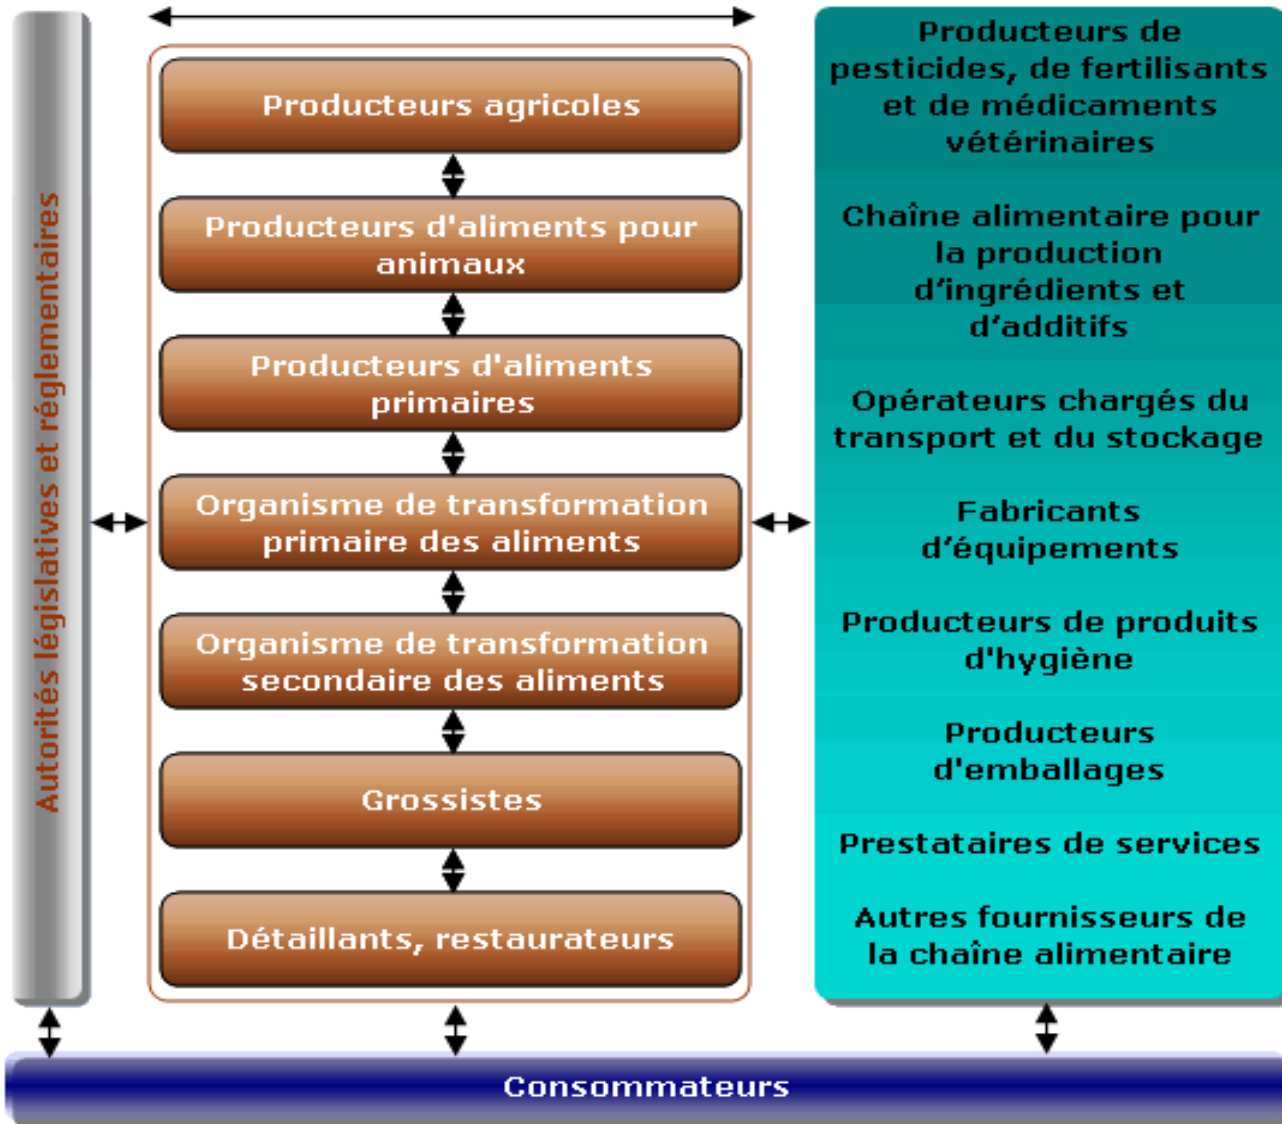 Autorités législatives et réglementaires
Producteurs agricoles
Producteurs d'aliments pour
animaux
Producteurs d'aliments
primaires
Organisme de transformation
primaire des aliments
Organisme de transformation
secondaire des aliments
Grossistes
Détaillants, restaurateurs
Producteurs de
pesticides, de fertilisants
et de médicaments
vétérinaires
Chaîne alimentaire pour
la production
d’ingrédients et
d’additifs
Opérateurs chargés du
transport et du stockage
Fabricants
d’équipements
Producteurs de produits
d'hygiène
Producteurs
d'emballages
Prestataires de services
Autres fournisseurs de
la chaîne alimentaire
Consommateurs